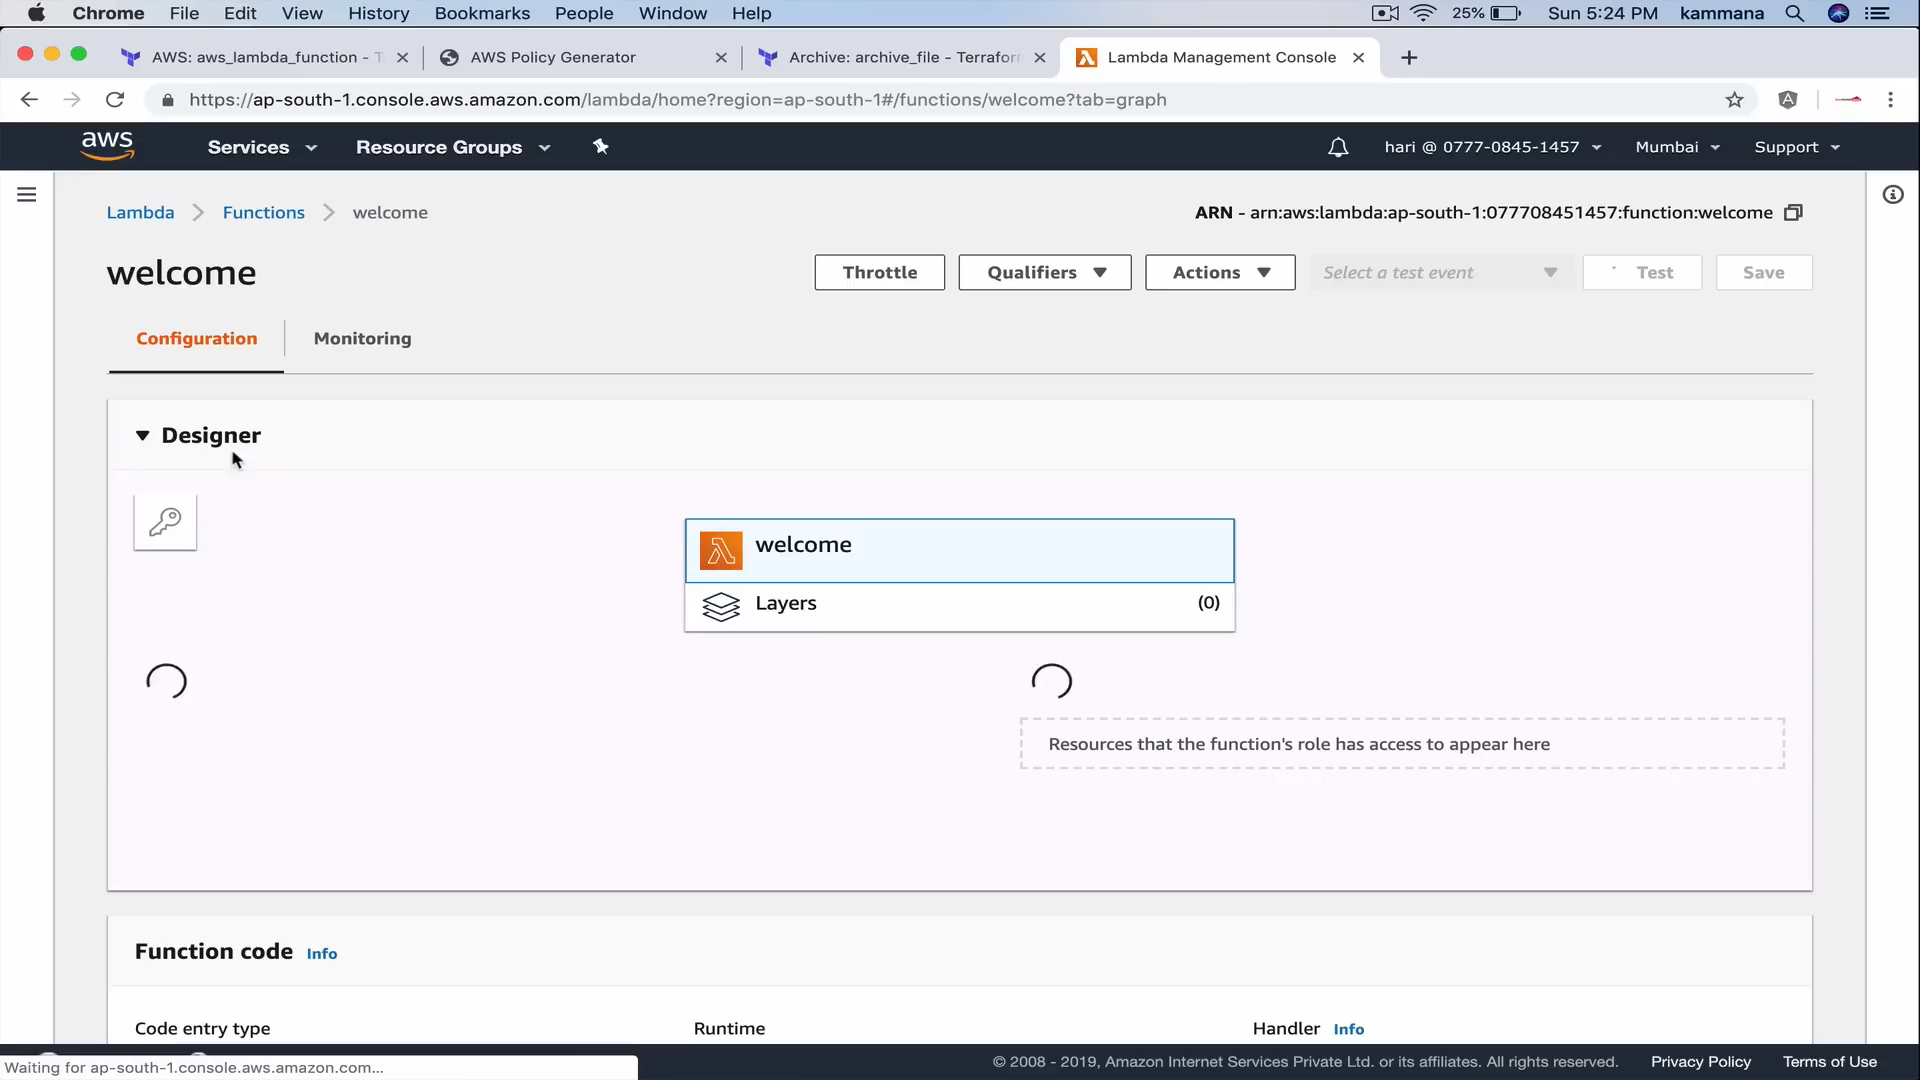 Chrome File Edit View History Bookmarks People Window Help 25% Sun 5:24 PM kammana
AWS: aws_lambda_function - T AWS Policy Generator Archive: archive_file - Terraform Lambda Management Console
https://ap-south-1.console.aws.amazon.com/lambda/home?region=ap-south-1#/functions/welcome?tab=graph
aws Services Resource Groups hari @ 0777-0845-1457 Mumbai Support
Lambda Functions welcome ARN - arn:aws:lambda:ap-south-1:077708451457:function:welcome
welcome Throttle Qualifiers Actions Select a test event Test Save
Configuration Monitoring
Designer
welcome
Layers (0)
Resources that the function's role has access to appear here
Function code Info
Code entry type Runtime Handler Info
© 2008 - 2019, Amazon Internet Services Private Ltd. or its affiliates. All rights reserved. Privacy Policy Terms of Use
Waiting for ap-south-1.console.aws.amazon.com...